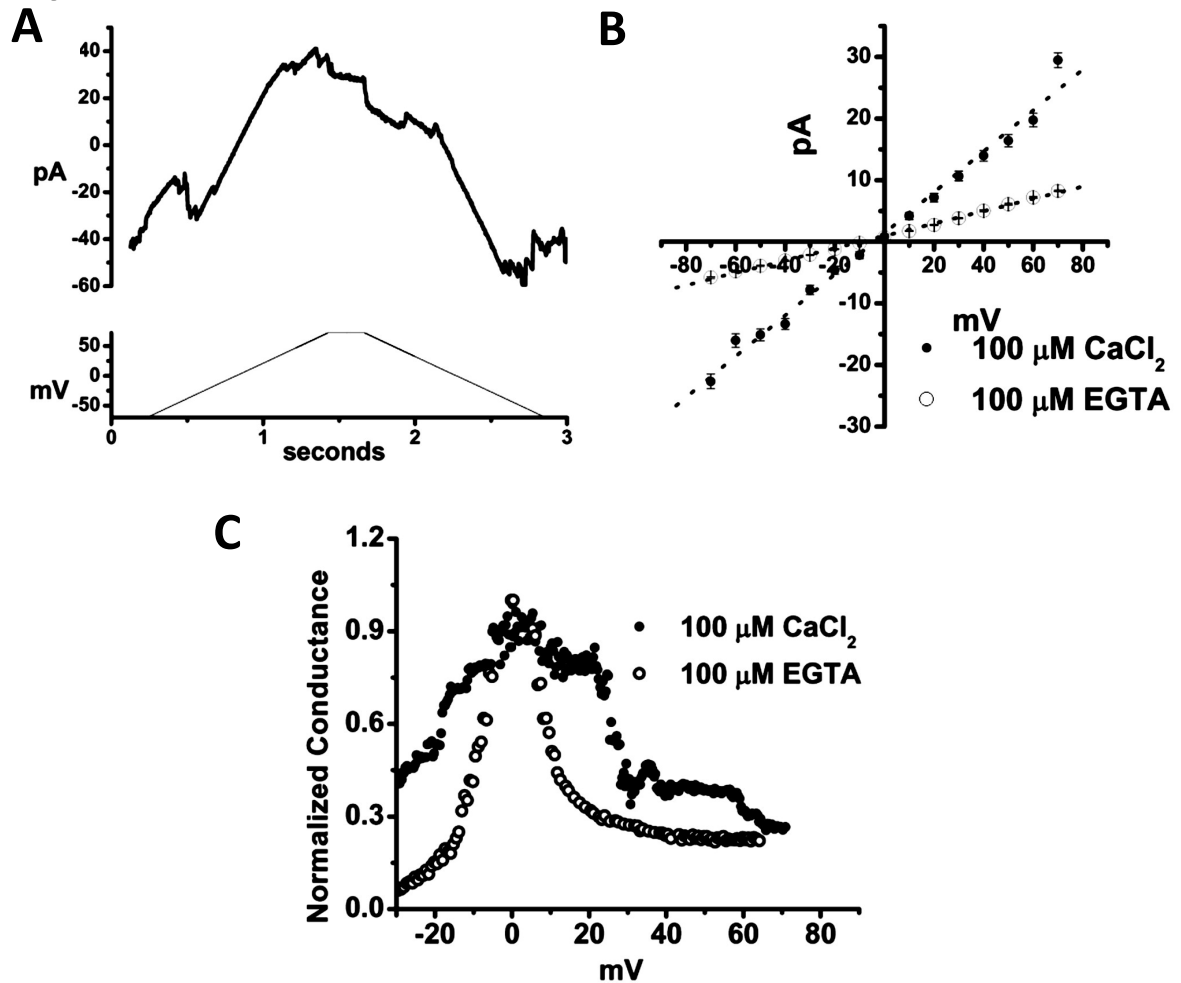 A
40
20
0
-20
-40
-60
pA
50
0
-50
mV
0 1 2 3
seconds
B
30
20
10
-10
-20
-30
pA
-80 -60 -40 -20 20 40 60 80
mV
100 μM CaCl2
100 μM EGTA
C
1.2
0.9
0.6
0.3
0.0
Normalized Conductance
100 μM CaCl2
100 μM EGTA
-20 0 20 40 60 80
mV